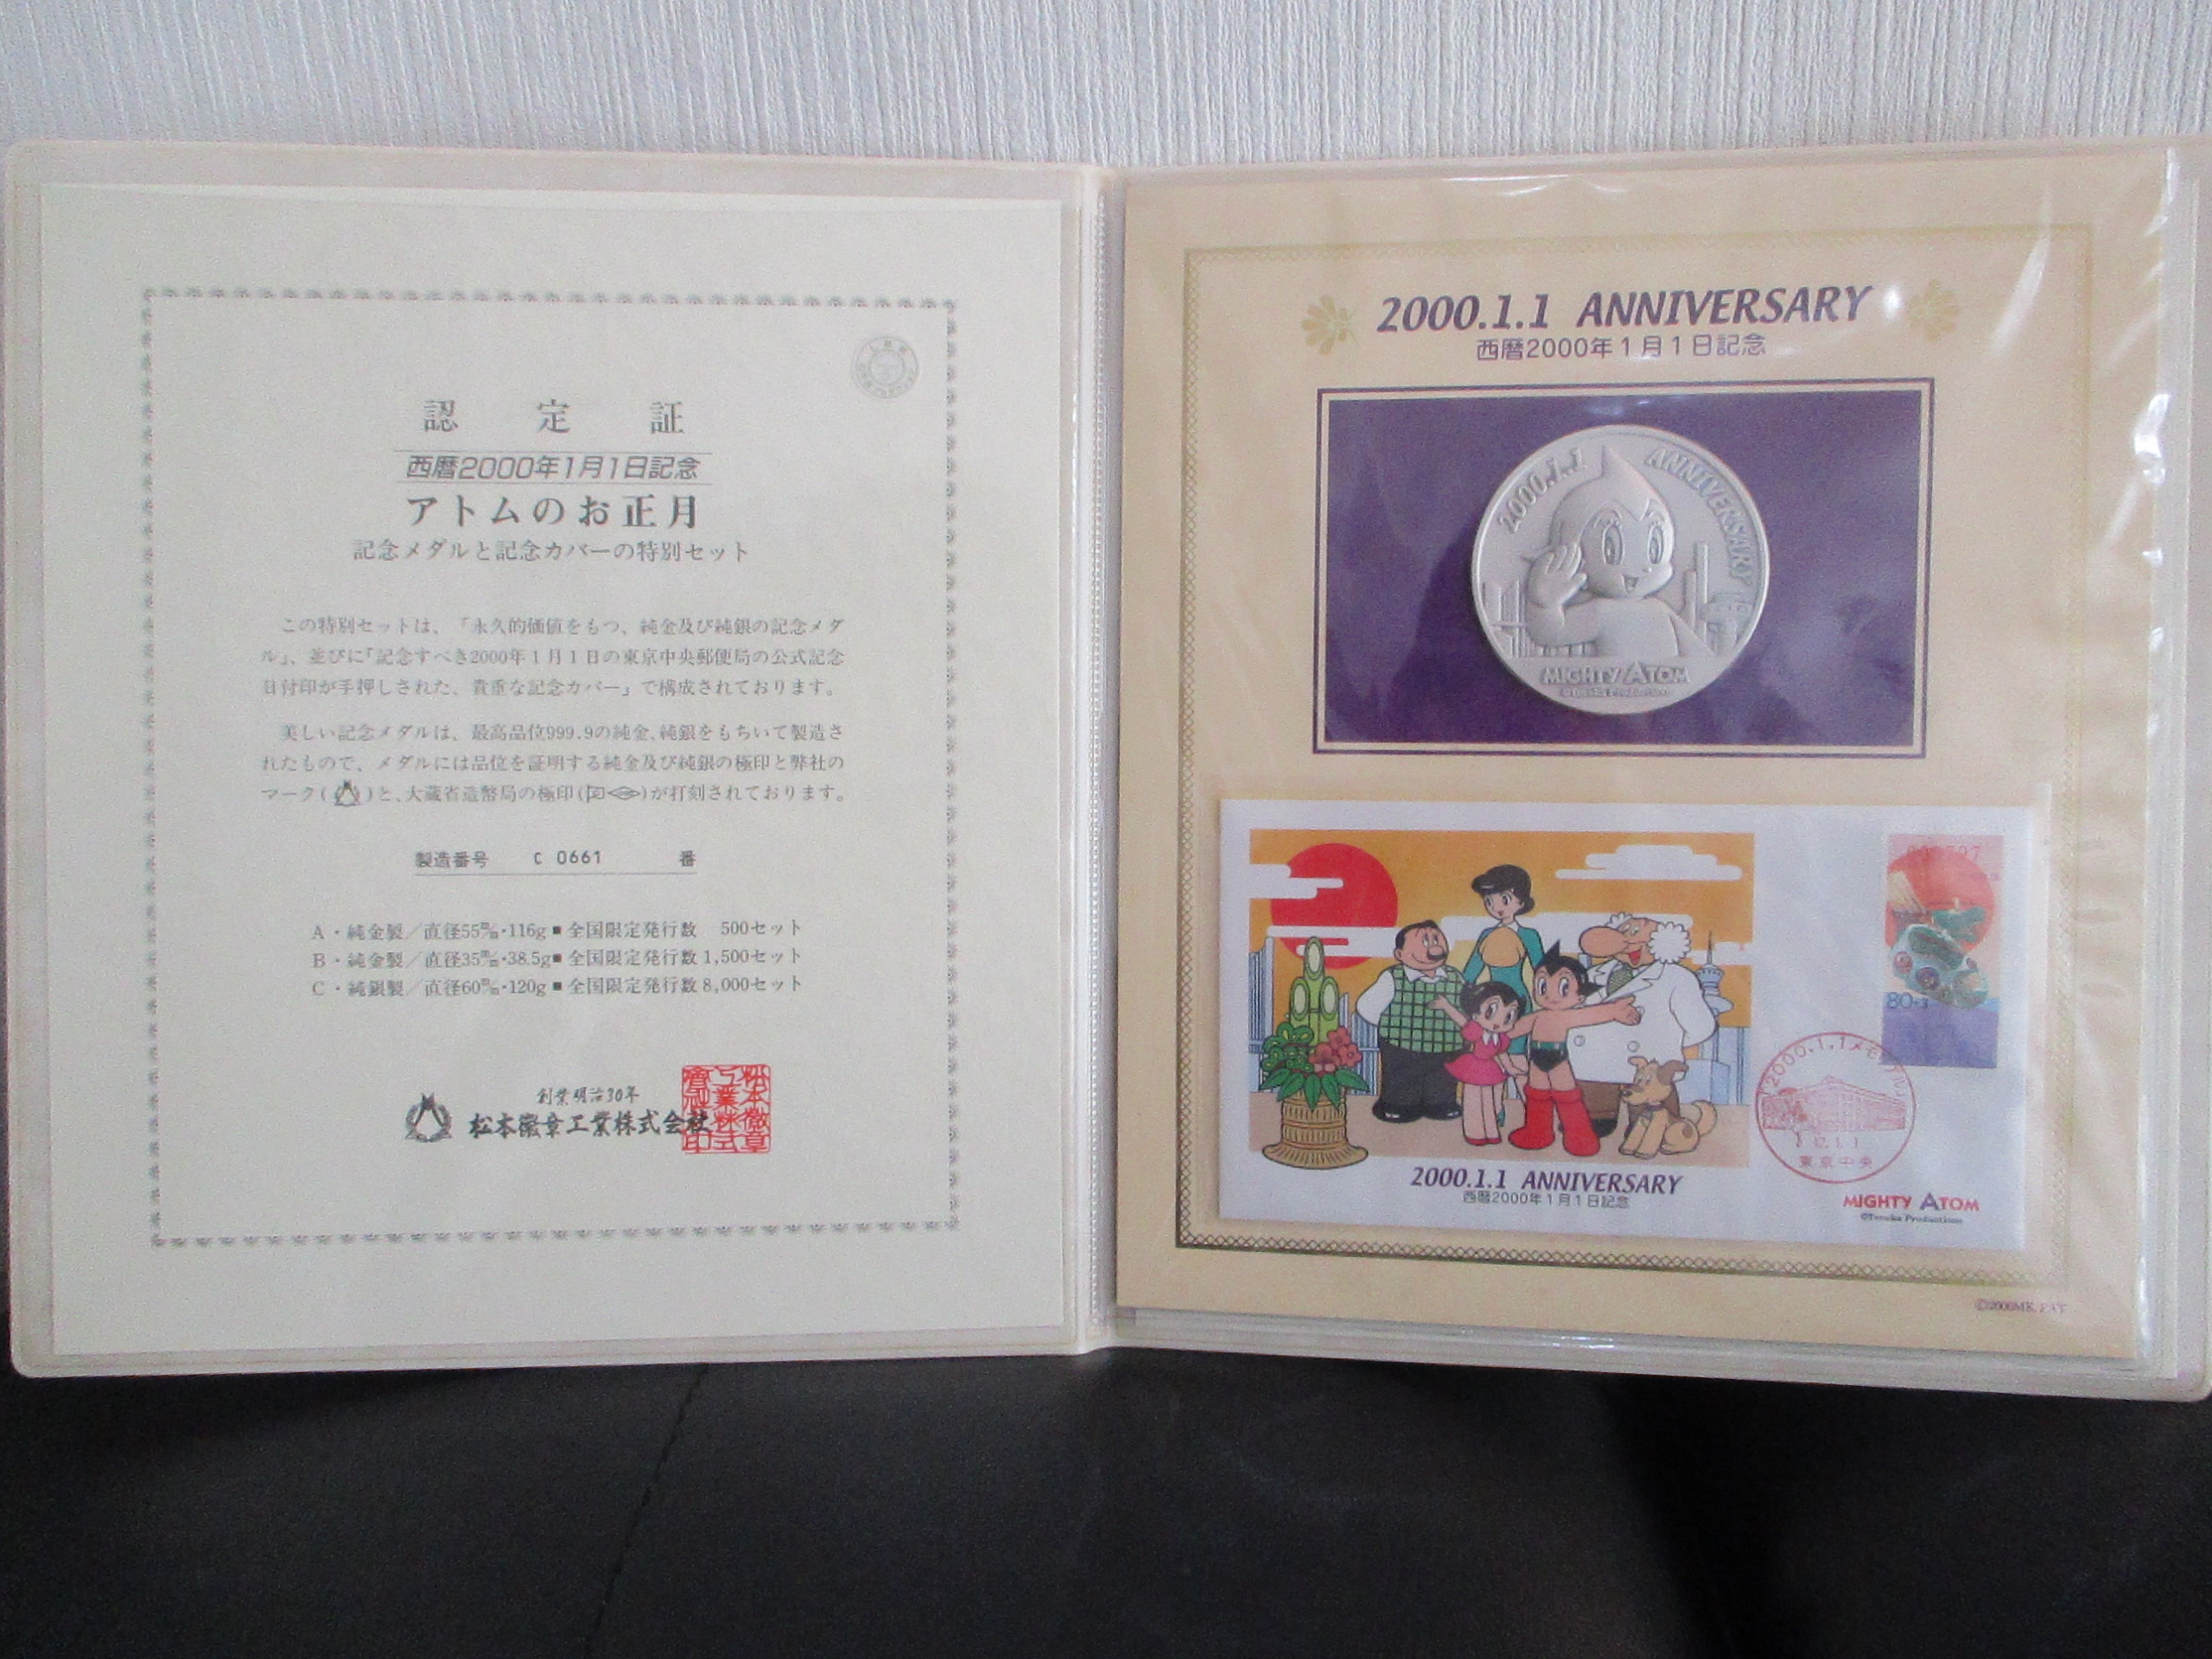 認定証
西暦2000年1月1日記念
アトムのお正月
記念メダルと記念カバーの特別セット
この特別セットは、「永久的価値をもつ、純金及び純銀の記念メダ
ル」、並びに「記念すべき2000年1月1日の東京中央郵便局の公式記念
日付印が手押しされた、貴重な記念カバー」で構成されております。
美しい記念メダルは、最高品位999.9の純金、純銀をもちいて製造さ
れたもので、メダルには品位を証明する純金及び純銀の極印と弊社の
マーク( )と、大蔵省造幣局の極印( )が打刻されております。
製造番号 C 0661 番
A・純金製／直径55㎜・116g■全国限定発行数 500セット
B・純金製／直径35㎜・38.5g■全国限定発行数 1,500セット
C・純銀製／直径60㎜・120g■全国限定発行数 8,000セット
創業明治30年
松本徽章工業株式会社
2000.1.1 ANNIVERSARY
西暦2000年1月1日記念
2000.1.1 ANNIVERSARY
MIGHTY ATOM
80+3
2000.1.1メモリアル
東京中央
2000.1.1 ANNIVERSARY
西暦2000年1月1日記念
MIGHTY ATOM
©Tezuka Productions